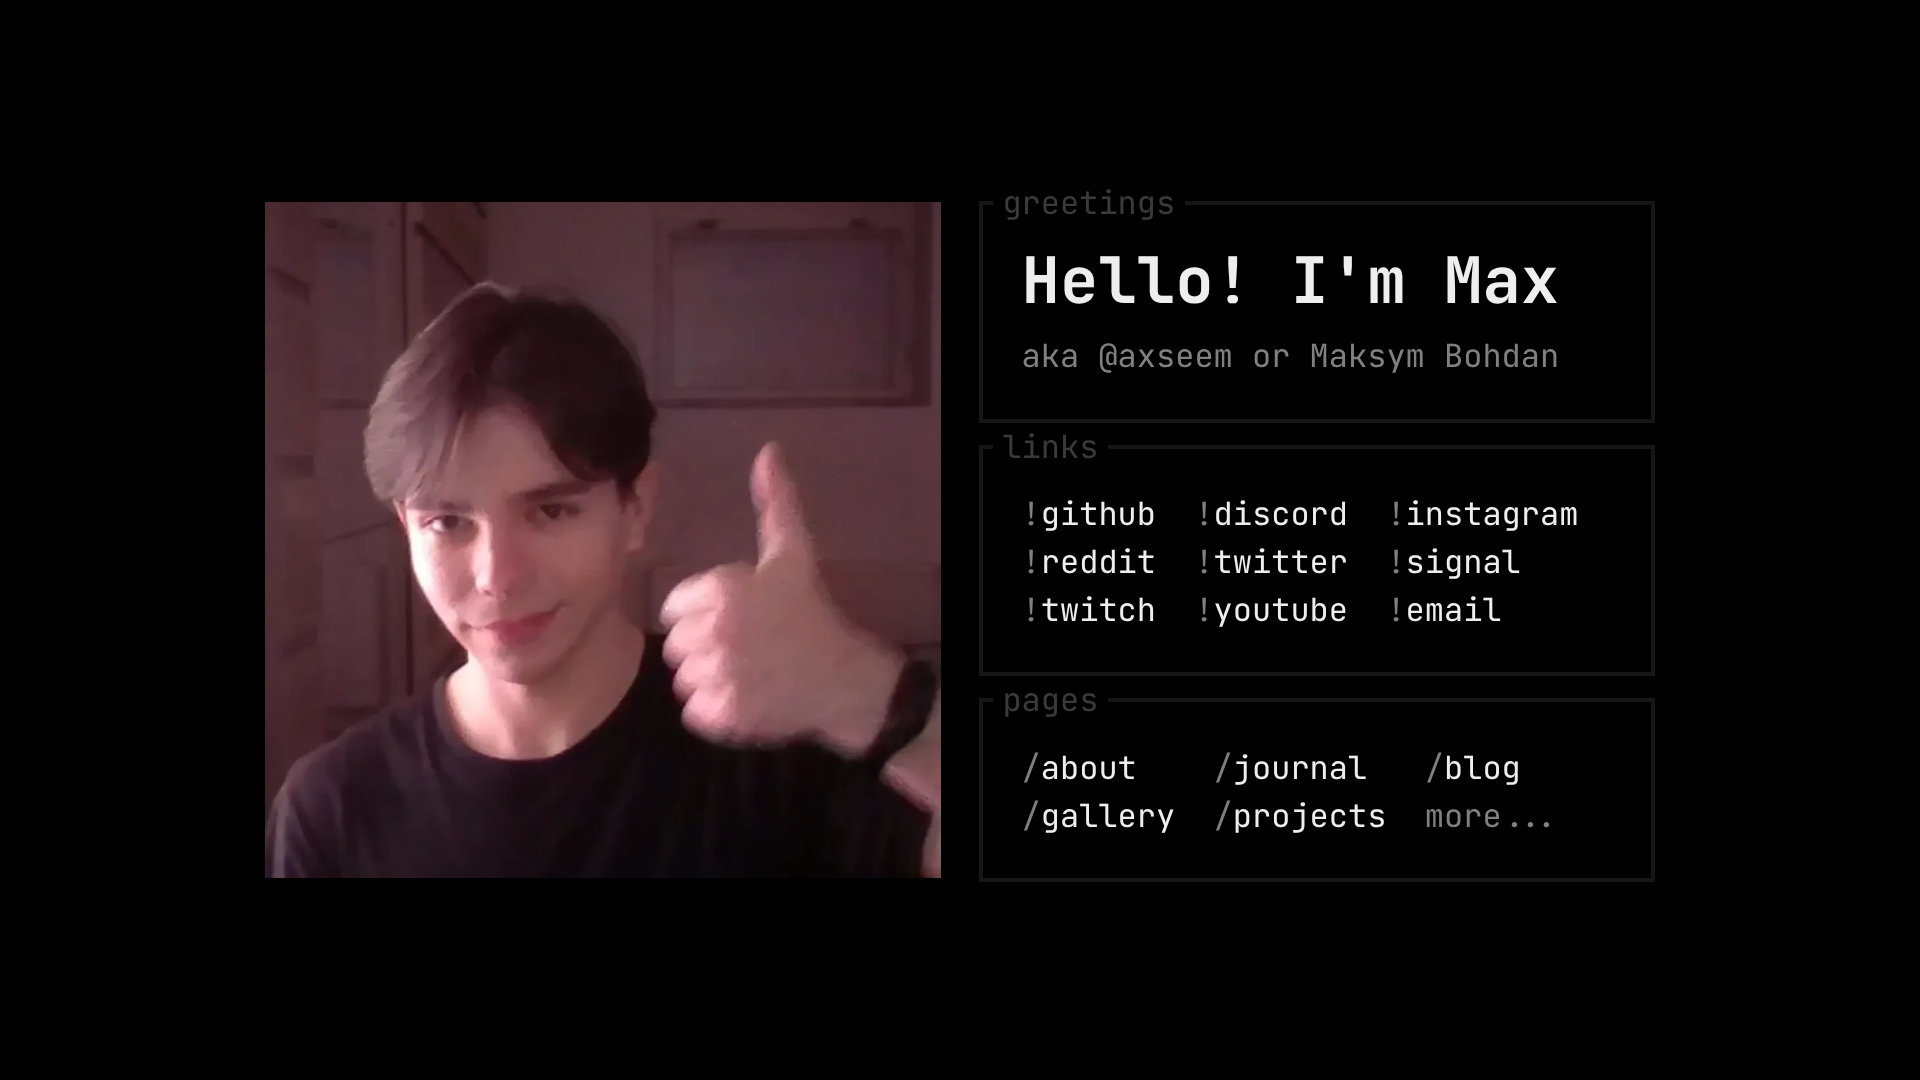 greetings
Hello! I'm Max
aka @axseem or Maksym Bohdan
links
!github !discord !instagram
!reddit !twitter !signal
!twitch !youtube !email
pages
/about /journal /blog
/gallery /projects more...